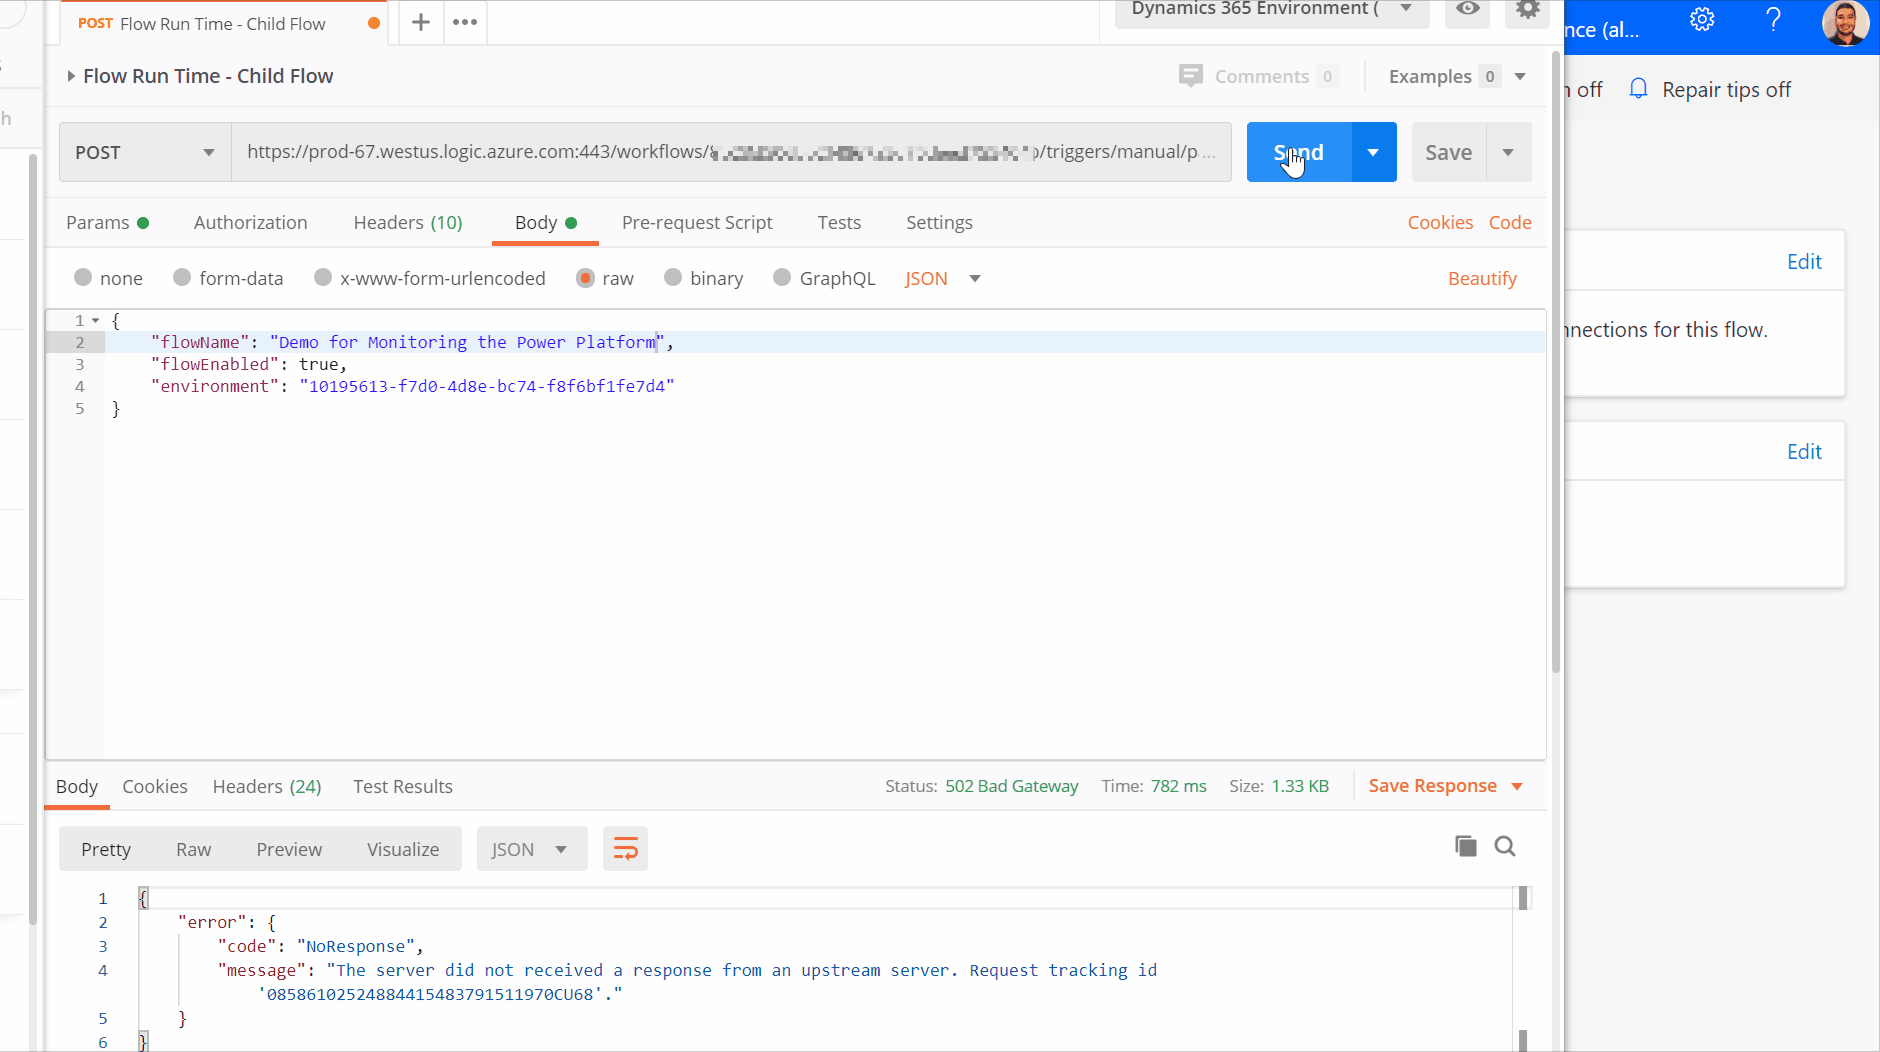 POST Flow Run Time - Child Flow
Dynamics 365 Environment (
nce (al...
?
Flow Run Time - Child Flow
Comments 0
Examples 0
off
Repair tips off
h
POST
https://prod-67.westus.logic.azure.com:443/workflows/
/triggers/manual/p ...
Send
Save
Params
Authorization
Headers (10)
Body
Pre-request Script
Tests
Settings
Cookies
Code
Edit
none
form-data
x-www-form-urlencoded
raw
binary
GraphQL
JSON
Beautify
1 {
2 "flowName": "Demo for Monitoring the Power Platform",
3 "flowEnabled": true,
4 "environment": "10195613-f7d0-4d8e-bc74-f8f6bf1fe7d4"
5 }
nnections for this flow.
Edit
Body
Cookies
Headers (24)
Test Results
Status: 502 Bad Gateway
Time: 782 ms
Size: 1.33 KB
Save Response
Pretty
Raw
Preview
Visualize
JSON
1 {
2 "error": {
3 "code": "NoResponse",
4 "message": "The server did not received a response from an upstream server. Request tracking id
'08586102524884415483791511970CU68'."
5 }
6 }